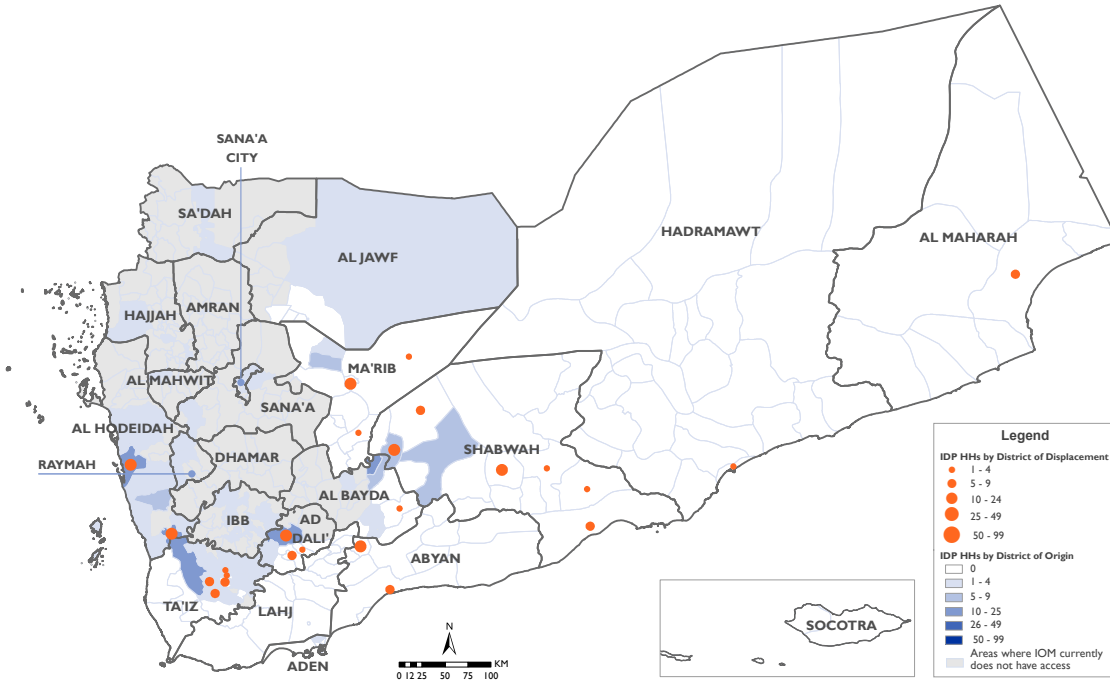 SANA'A
CITY
SA'DAH
HADRAMAWT
AL MAHARAH
AL JAWF
HAJJAH
AMRAN
MA'RIB
AL MAHWIT
SANA'A
AL HODEIDAH
SHABWAH
DHAMAR
RAYMAH
AL BAYDA
IBB
AD
DALI'
ABYAN
TA'IZ
LAHJ
SOCOTRA
ADEN
N
KM
0 12 25 50 75 100
Legend
IDP HHs by District of Displacement
1 - 4
5 - 9
10 - 24
25 - 49
50 - 99
IDP HHs by District of Origin
0
1 - 4
5 - 9
10 - 25
26 - 49
50 - 99
Areas where IOM currently
does not have access